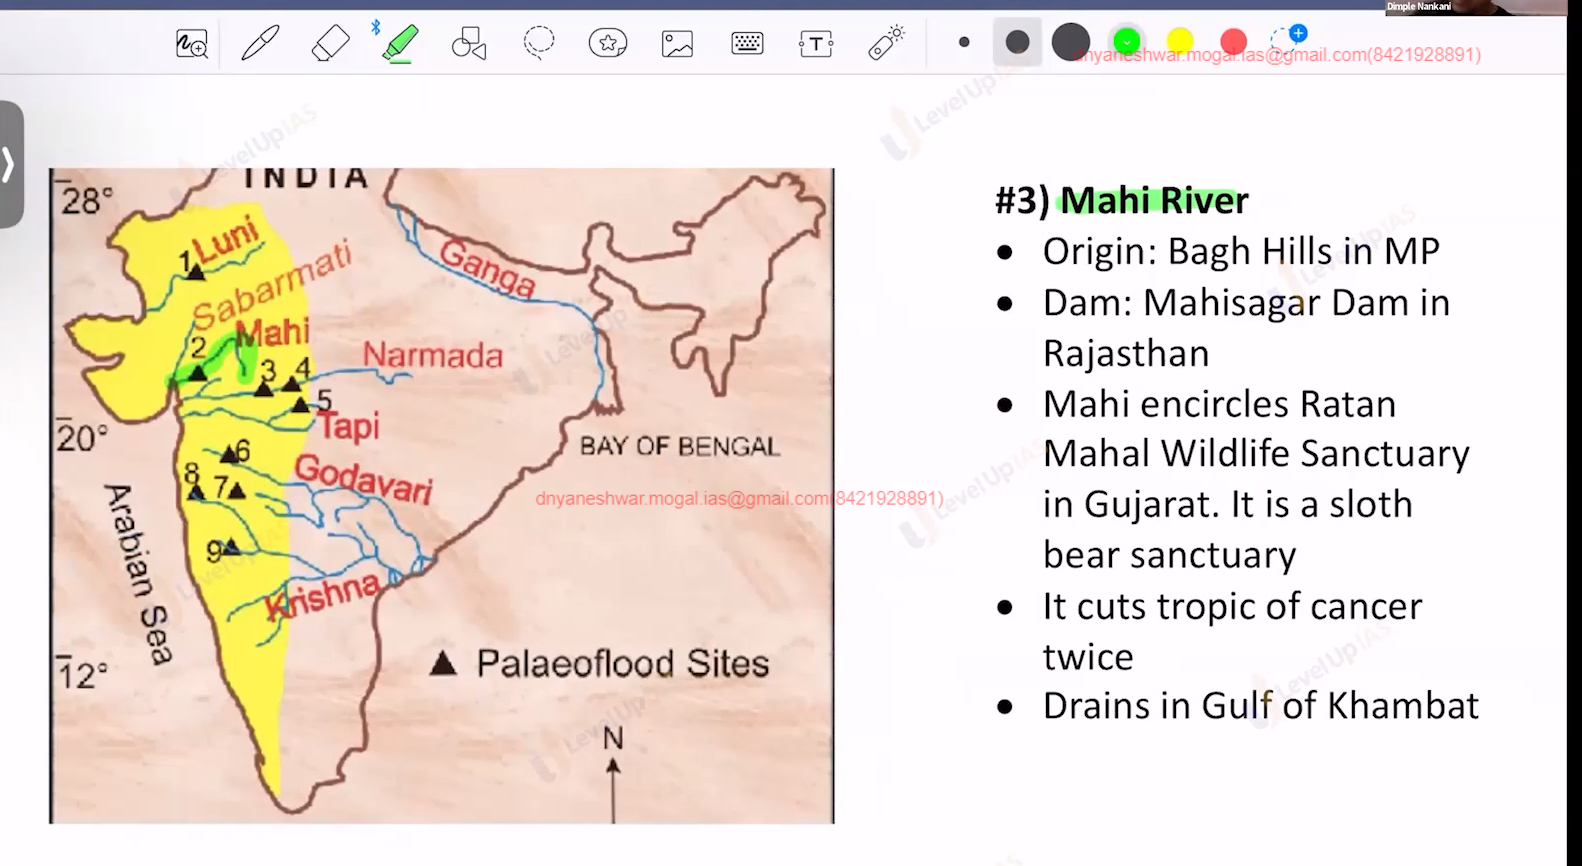 Dimple Nankani
T
dnyaneshwar.mogal.ias@gmail.com(8421928891)
LevelUpIAS
INDIA
28°
Luni
1
Sabarmati
Ganga
Mahi
2
Narmada
3 4
5
Tapi
20°
BAY OF BENGAL
6
Godavari
8 7
dnyaneshwar.mogal.ias@gmail.com(8421928891)
Arabian Sea
9
Krishna
12°
▲ Palaeoflood Sites
N
#3) Mahi River
• Origin: Bagh Hills in MP
• Dam: Mahisagar Dam in
Rajasthan
• Mahi encircles Ratan
Mahal Wildlife Sanctuary
in Gujarat. It is a sloth
bear sanctuary
• It cuts tropic of cancer
twice
• Drains in Gulf of Khambat